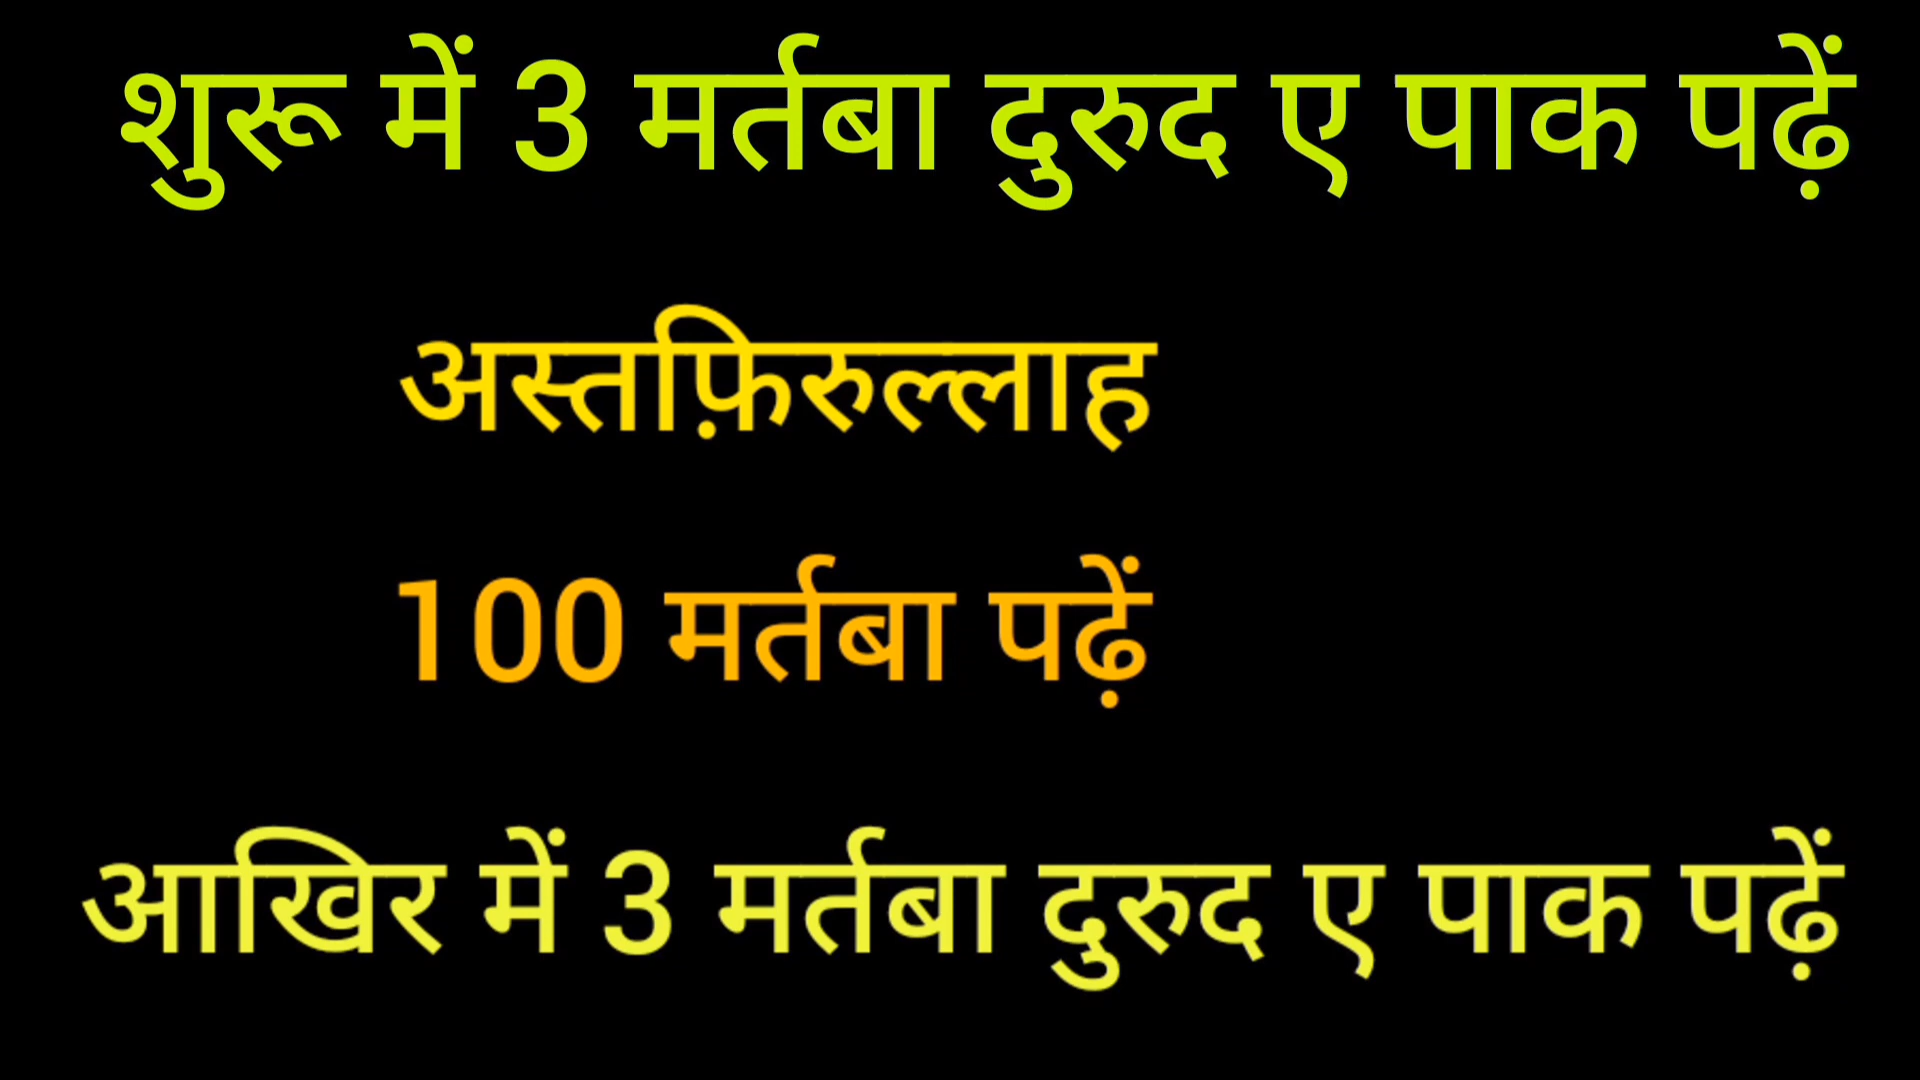 शुरू में 3 मर्तबा दुरुद ए पाक पढ़ें
अस्तफ़िरुल्लाह
100 मर्तबा पढ़ें
आखिर में 3 मर्तबा दुरुद ए पाक पढ़ें